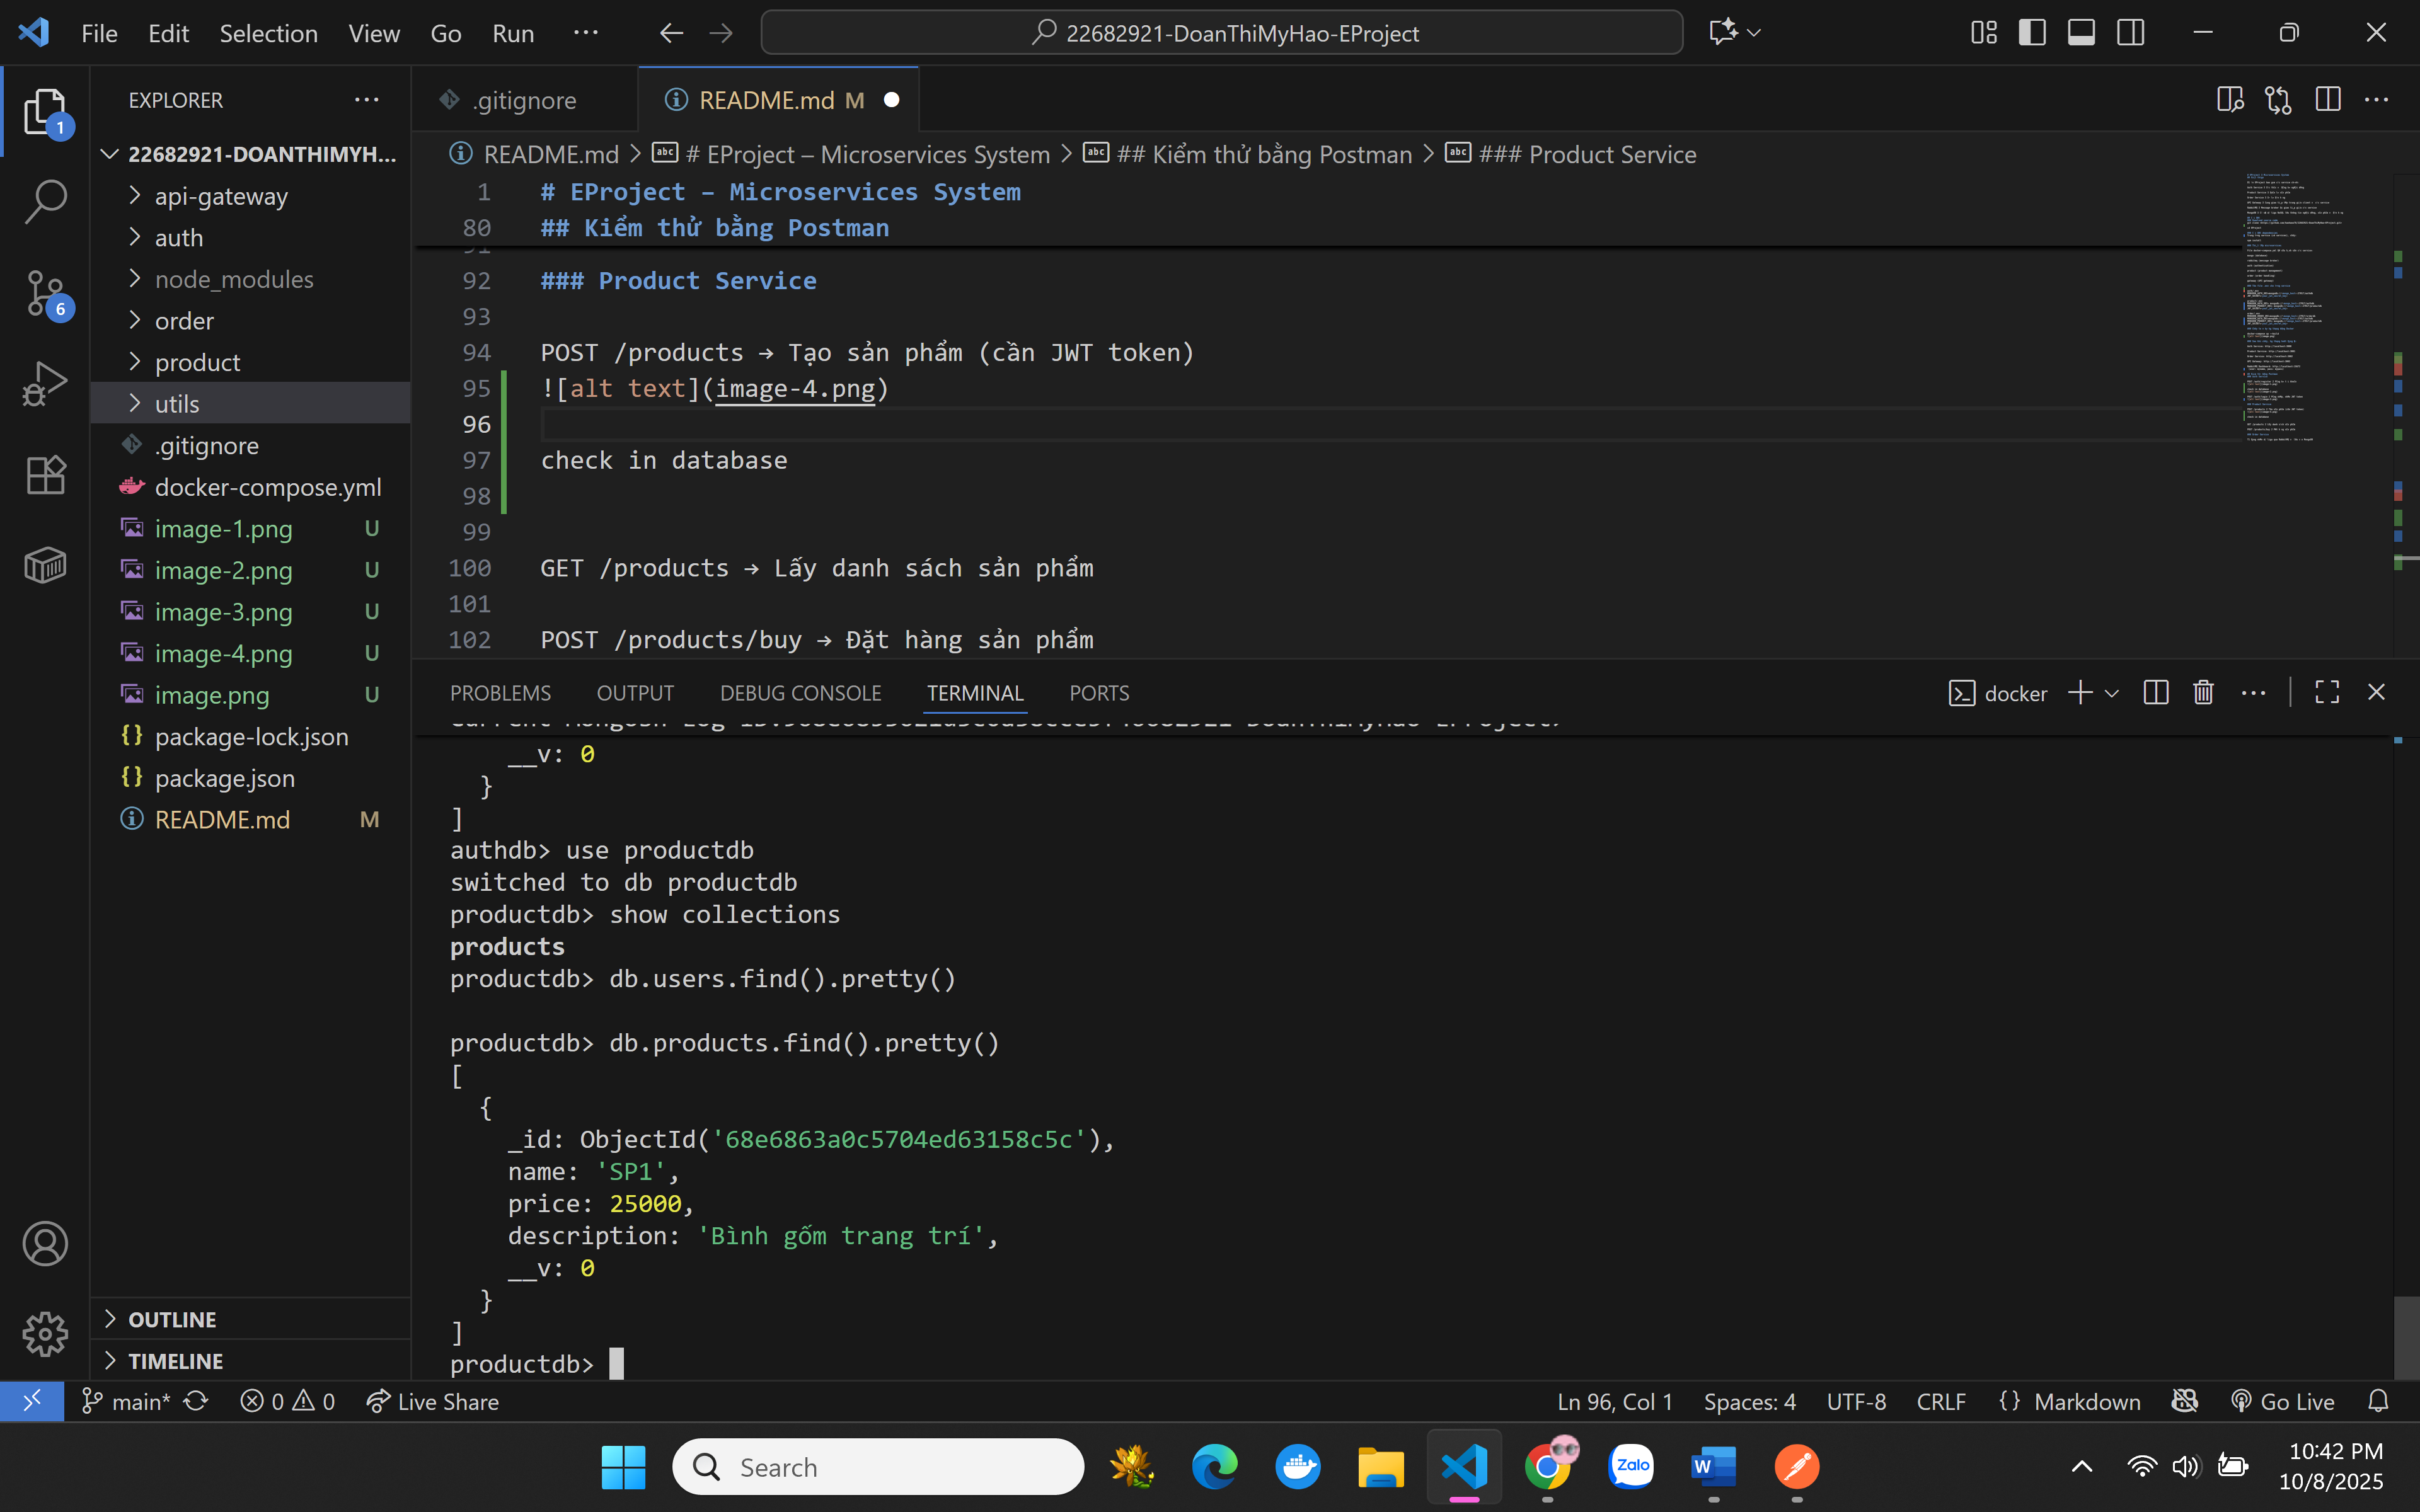 File Edit Selection View Go Run ··· 22682921-DoanThiMyHao-EProject
EXPLORER ···
1
22682921-DOANTHIMYH...
api-gateway
auth
node_modules
6
order
product
utils
.gitignore
docker-compose.yml
image-1.png U
image-2.png U
image-3.png U
image-4.png U
image.png U
package-lock.json
package.json
README.md M
OUTLINE
TIMELINE
.gitignore README.md M
README.md > # EProject – Microservices System > ## Kiểm thử bằng Postman > ### Product Service
1 # EProject – Microservices System
80 ## Kiểm thử bằng Postman
91
92 ### Product Service
93
94 POST /products → Tạo sản phẩm (cần JWT token)
95 ![alt text](image-4.png)
96
97 check in database
98
99
100 GET /products → Lấy danh sách sản phẩm
101
102 POST /products/buy → Đặt hàng sản phẩm
PROBLEMS OUTPUT DEBUG CONSOLE TERMINAL PORTS docker
__v: 0
}
]
authdb> use productdb
switched to db productdb
productdb> show collections
products
productdb> db.users.find().pretty()
productdb> db.products.find().pretty()
[
{
_id: ObjectId('68e6863a0c5704ed63158c5c'),
name: 'SP1',
price: 25000,
description: 'Bình gốm trang trí',
__v: 0
}
]
productdb>
main* 0 0 Live Share Ln 96, Col 1 Spaces: 4 UTF-8 CRLF {} Markdown Go Live
Search Zalo W 10:42 PM
10/8/2025